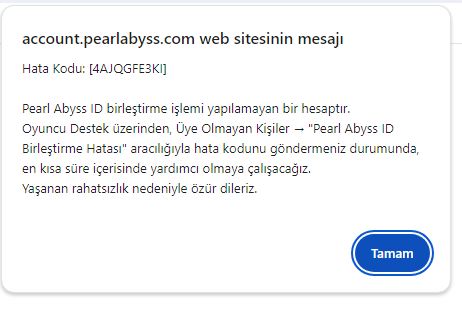 account.pearlabyss.com web sitesinin mesajı
Hata Kodu: [4AJQGFE3KI]
Pearl Abyss ID birleştirme işlemi yapılamayan bir hesaptır.
Oyuncu Destek üzerinden, Üye Olmayan Kişiler → "Pearl Abyss ID
Birleştirme Hatası" aracılığıyla hata kodunu göndermeniz durumunda,
en kısa süre içerisinde yardımcı olmaya çalışacağız.
Yaşanan rahatsızlık nedeniyle özür dileriz.
Tamam